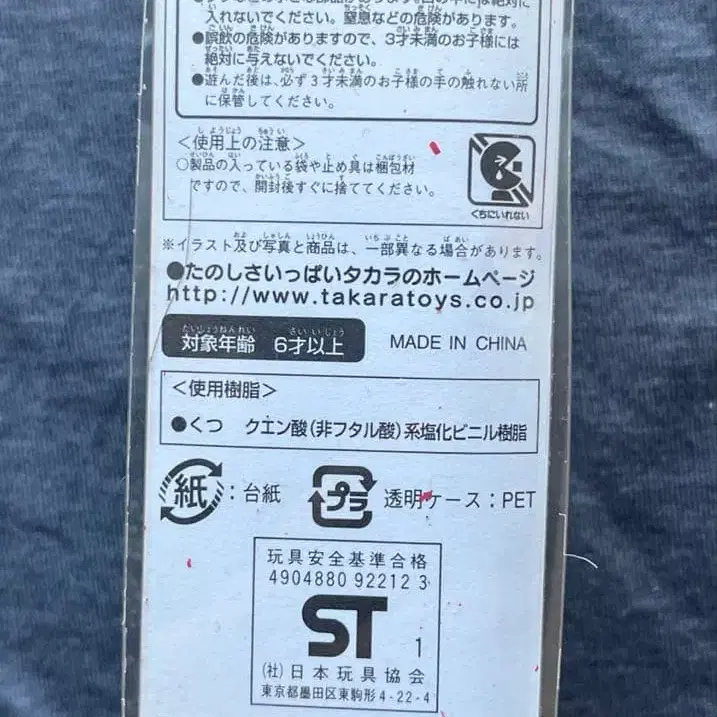 入れないでください。窒息などの危険があります。
●誤飲の危険がありますので、3才未満のお子様には
絶対に与えないでください。
●遊んだ後は、必ず3才未満のお子様の手の触れない所
に保管してください。
＜使用上の注意＞
○製品の入っている袋や止め具は梱包材
ですので、開封後すぐに捨ててください。
くちにいれない
※イラスト及び写真と商品は、一部異なる場合があります。
●たのしさいっぱいタカラのホームページ
http://www.takaratoys.co.jp
対象年齢 6才以上 MADE IN CHINA
＜使用樹脂＞
●くつ クエン酸(非フタル酸)系塩化ビニル樹脂
紙：台紙 プラ 透明ケース：PET
玩具安全基準合格
4904880 92212 3
ST 1
(社)日本玩具協会
東京都墨田区東駒形4-22-4